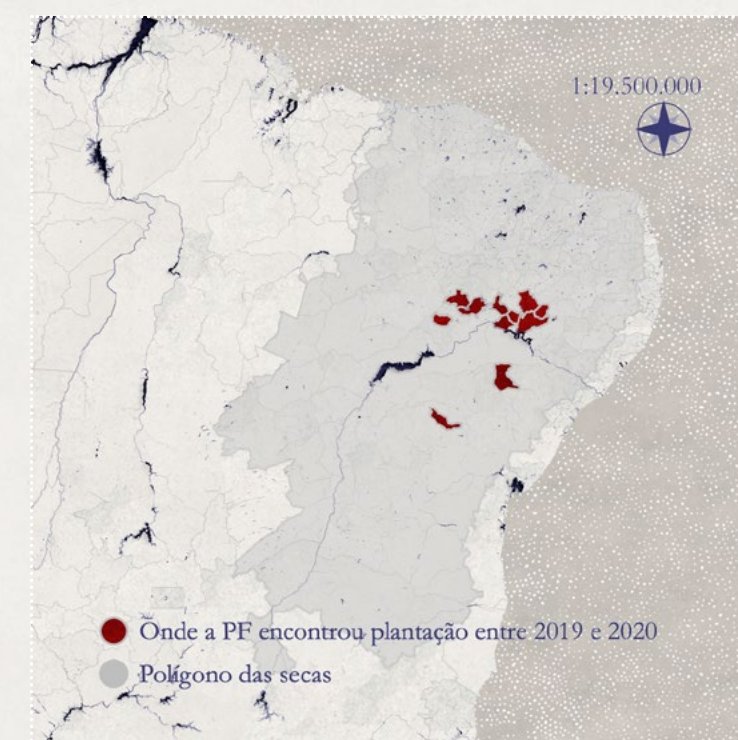 1:19.500.000
Onde a PF encontrou plantação entre 2019 e 2020
Polígono das secas